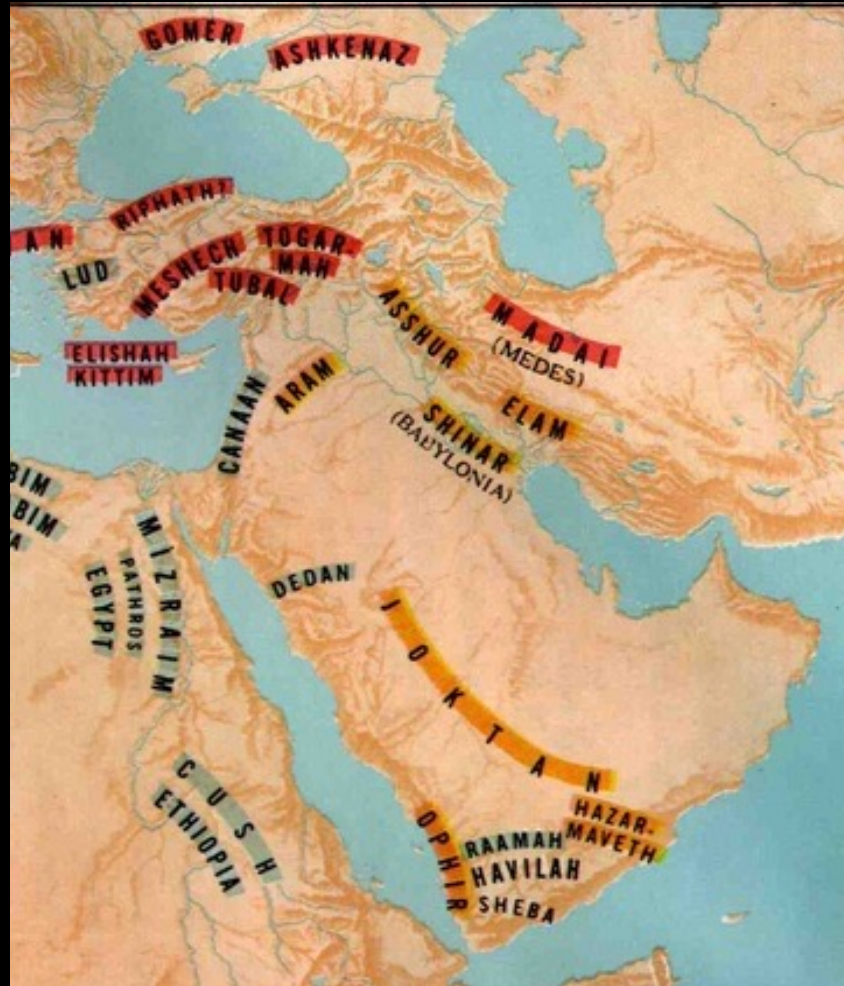 GOMER
ASHKENAZ
RIPHATH?
AN
LUD
MESHECH
TOGAR-
MAH
TUBAL
ASSHUR
MADAI
(MEDES)
ELISHAH
KITTIM
CANAAN
ARAM
SHINAR
(BABYLONIA)
ELAM
BIM
BIM
A
MIZRAIM
PATHROS
EGYPT
DEDAN
JOKTAN
CUSH
ETHIOPIA
OPHIR
HAZAR-
MAVETH
RAAMAH
HAVILAH
SHEBA